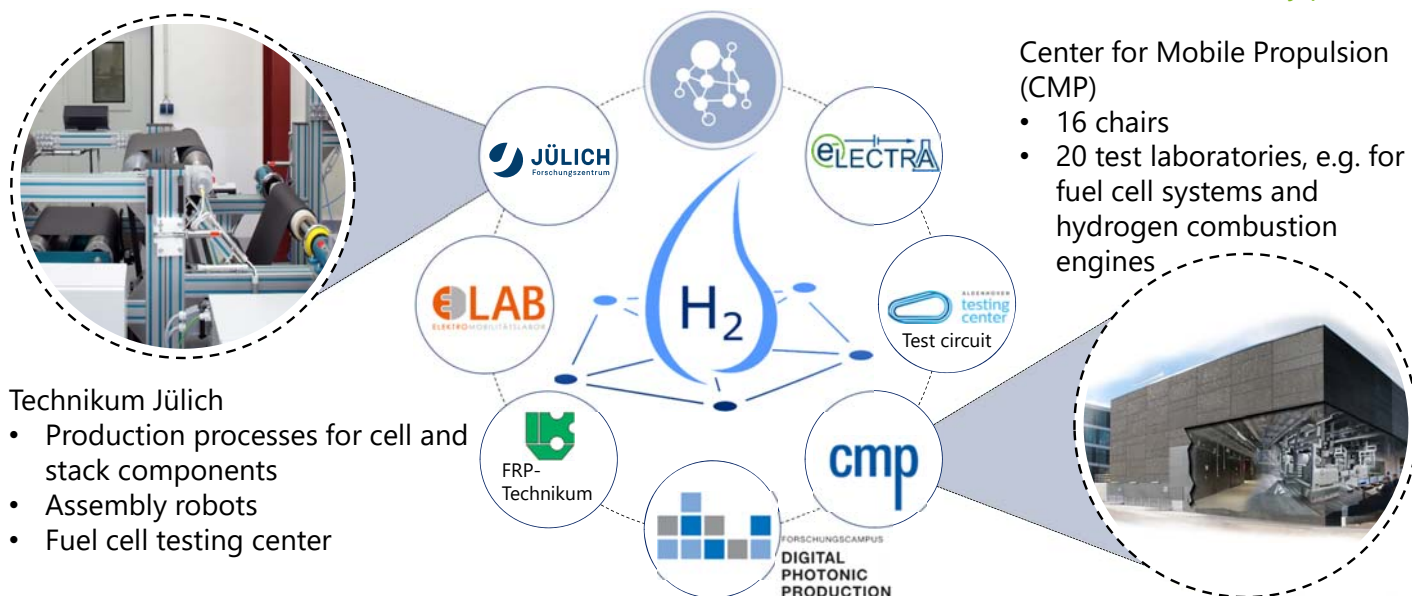 Center for Mobile Propulsion
(CMP)
• 16 chairs
• 20 test laboratories, e.g. for
fuel cell systems and
hydrogen combustion
engines
JÜLICH
Forschungszentrum
eLECTRA
ELAB
ELEKTROMOBILITÄTSLABOR
H2
ALDENHOVEN
testing
center
Test circuit
Technikum Jülich
• Production processes for cell and
stack components
• Assembly robots
• Fuel cell testing center
FRP-
Technikum
cmp
FORSCHUNGSCAMPUS
DIGITAL
PHOTONIC
PRODUCTION